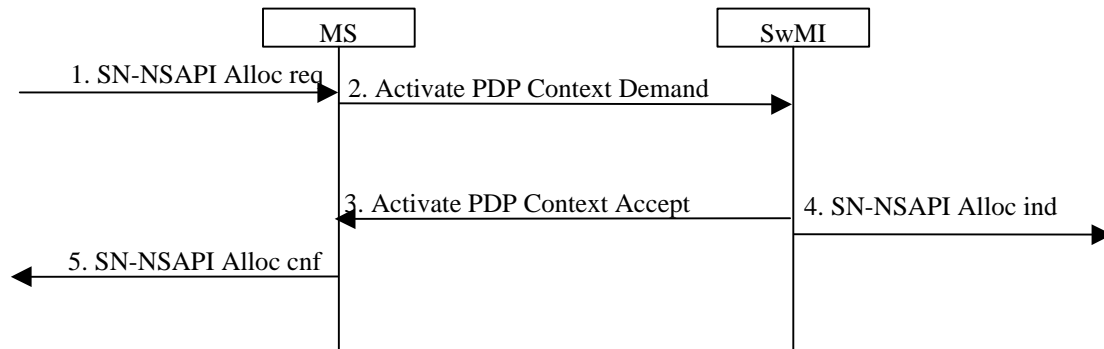 MS
SwMI
1. SN-NSAPI Alloc req
2. Activate PDP Context Demand
3. Activate PDP Context Accept
4. SN-NSAPI Alloc ind
5. SN-NSAPI Alloc cnf